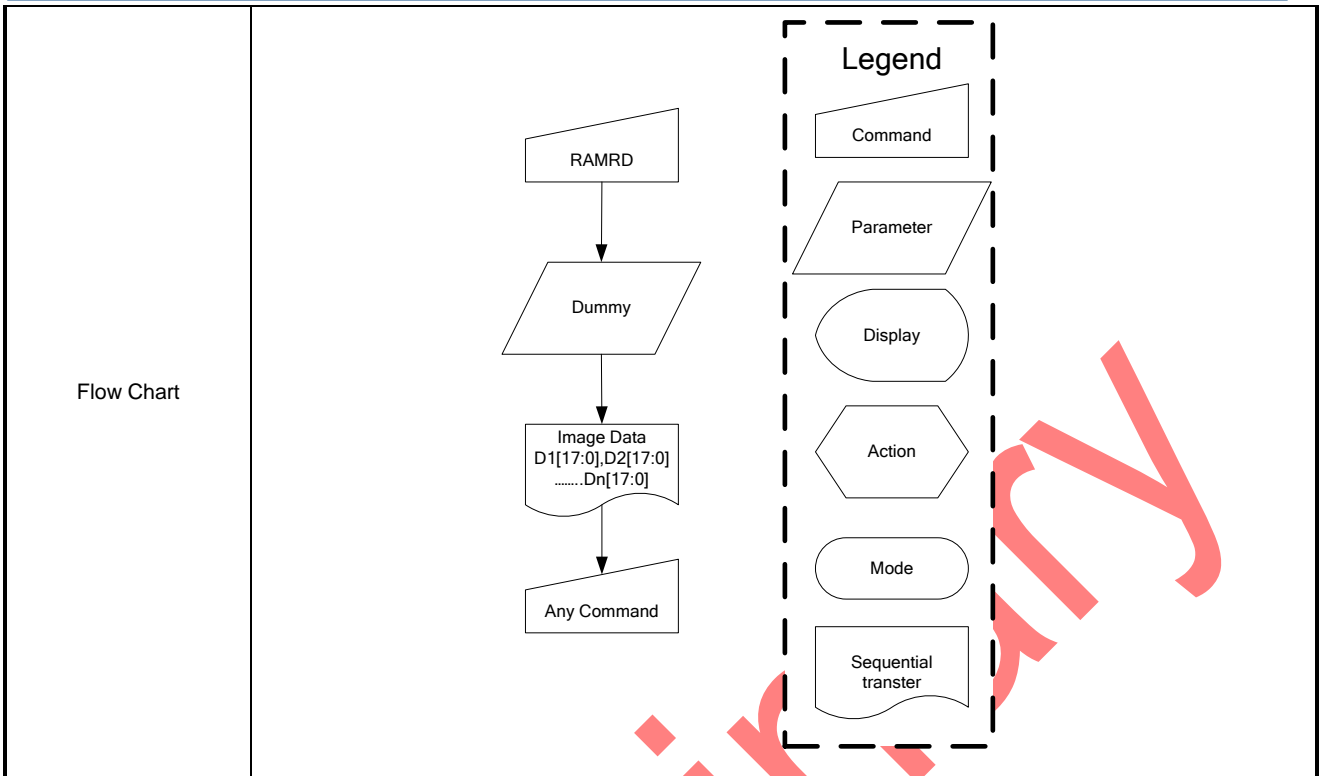 Flow Chart
RAMRD
Dummy
Image Data
D1[17:0],D2[17:0]
........Dn[17:0]
Any Command
Legend
Command
Parameter
Display
Action
Mode
Sequential
transter